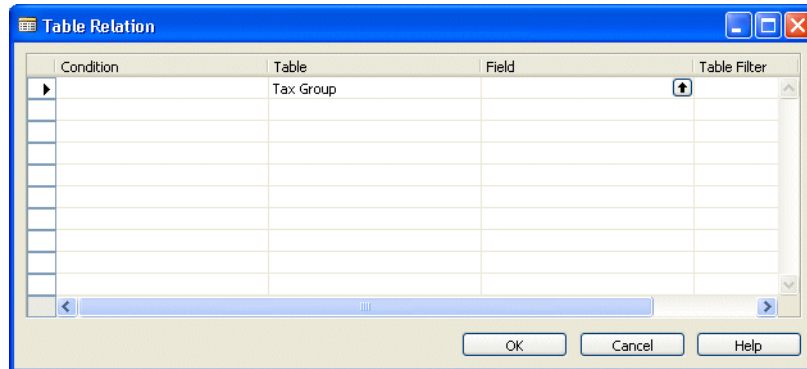 Table Relation
Condition Table Field Table Filter
Tax Group
OK Cancel Help